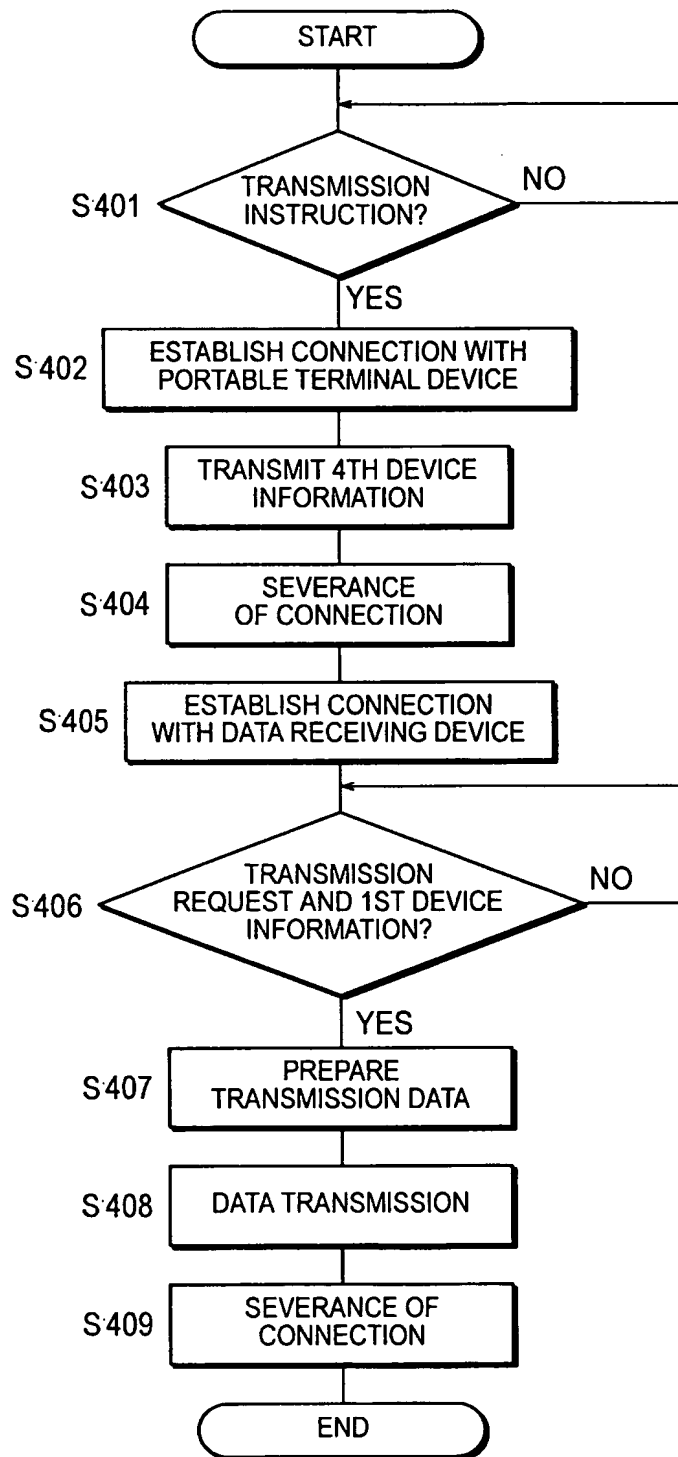 START
S401
TRANSMISSION
INSTRUCTION?
NO
YES
S402
ESTABLISH CONNECTION WITH
PORTABLE TERMINAL DEVICE
S403
TRANSMIT 4TH DEVICE
INFORMATION
S404
SEVERANCE
OF CONNECTION
S405
ESTABLISH CONNECTION
WITH DATA RECEIVING DEVICE
S406
TRANSMISSION
REQUEST AND 1ST DEVICE
INFORMATION?
NO
YES
S407
PREPARE
TRANSMISSION DATA
S408
DATA TRANSMISSION
S409
SEVERANCE OF
CONNECTION
END